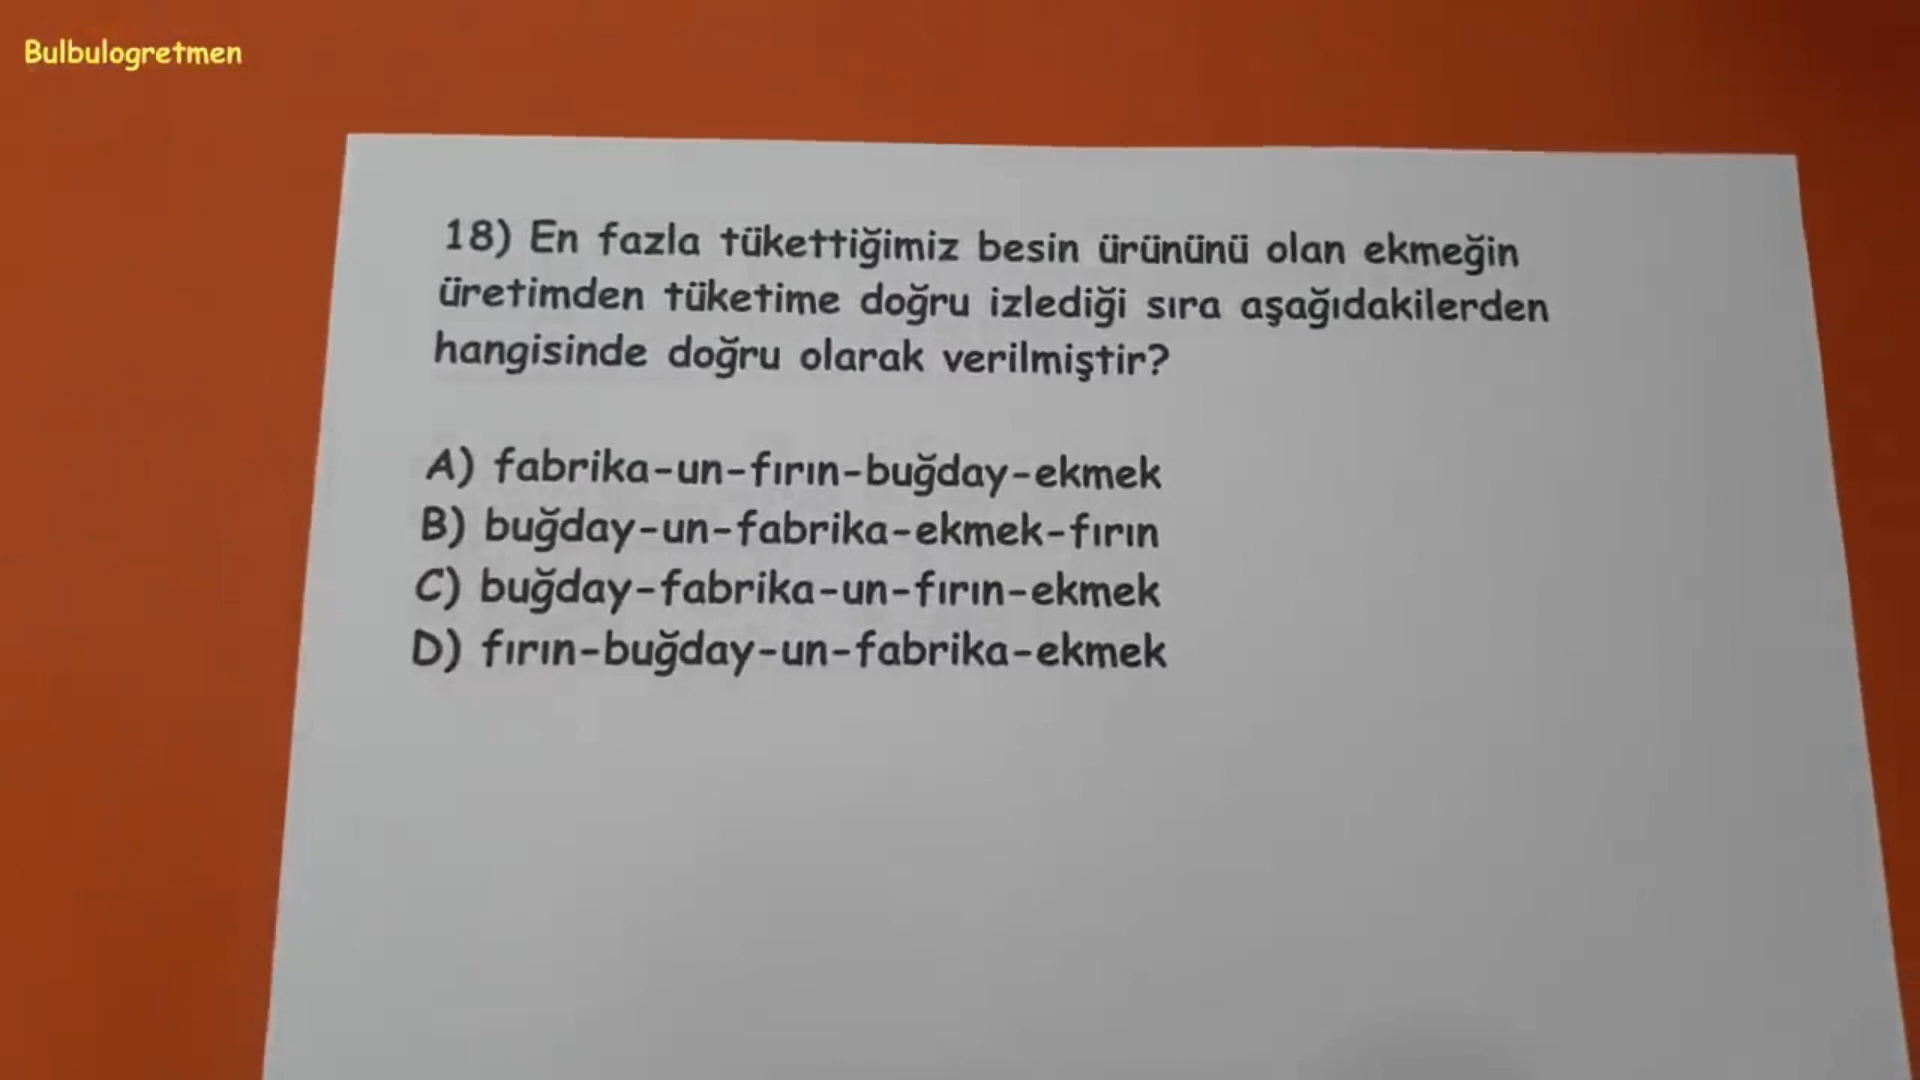 Bulbulogretmen
18) En fazla tükettiğimiz besin ürününü olan ekmeğin
üretimden tüketime doğru izlediği sıra aşağıdakilerden
hangisinde doğru olarak verilmiştir?
A) fabrika-un-fırın-buğday-ekmek
B) buğday-un-fabrika-ekmek-fırın
C) buğday-fabrika-un-fırın-ekmek
D) fırın-buğday-un-fabrika-ekmek